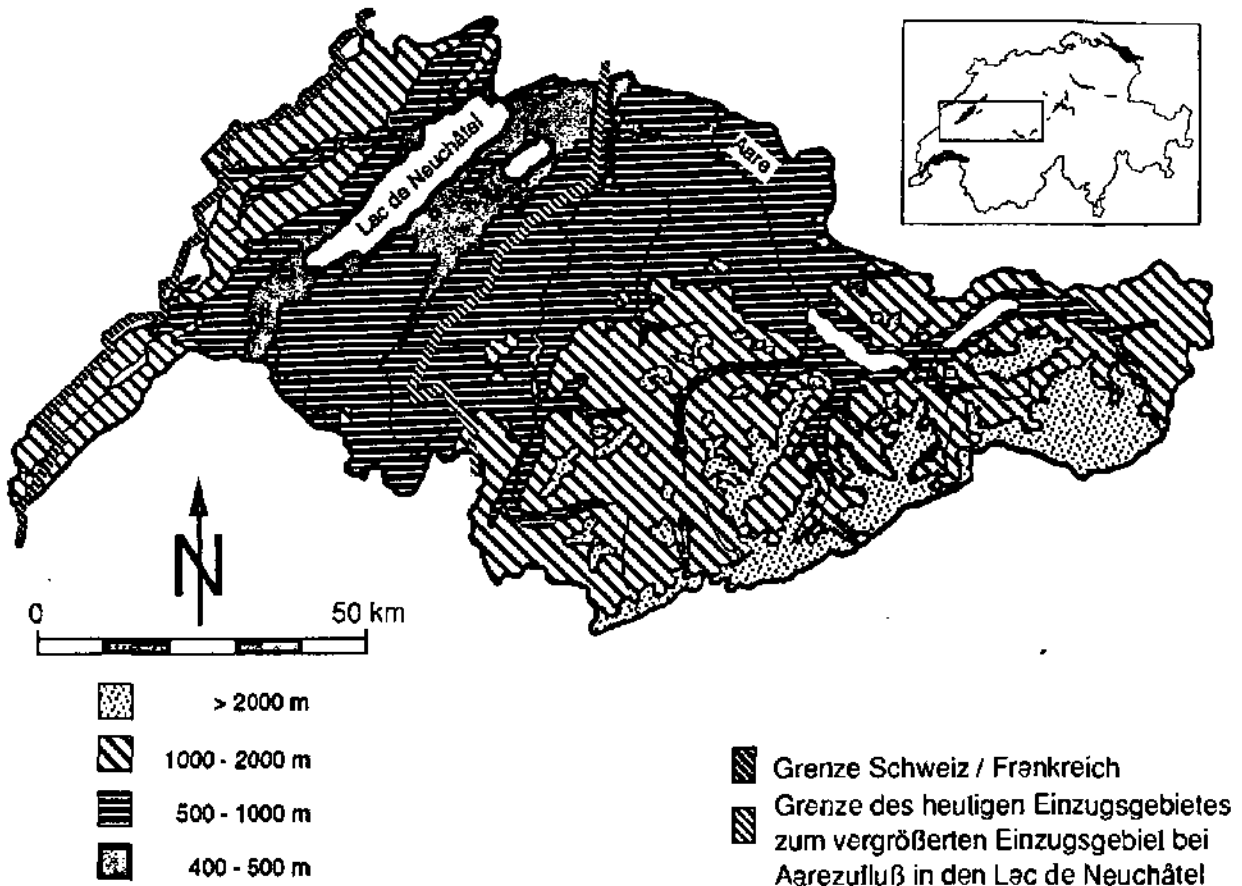 Lac de Neuchâtel
Aare
N
0 50 km
> 2000 m
1000 - 2000 m
500 - 1000 m
400 - 500 m
Grenze Schweiz / Frankreich
Grenze des heutigen Einzugsgebietes
zum vergrößerten Einzugsgebiel bei
Aarezufluß in den Lac de Neuchâtel